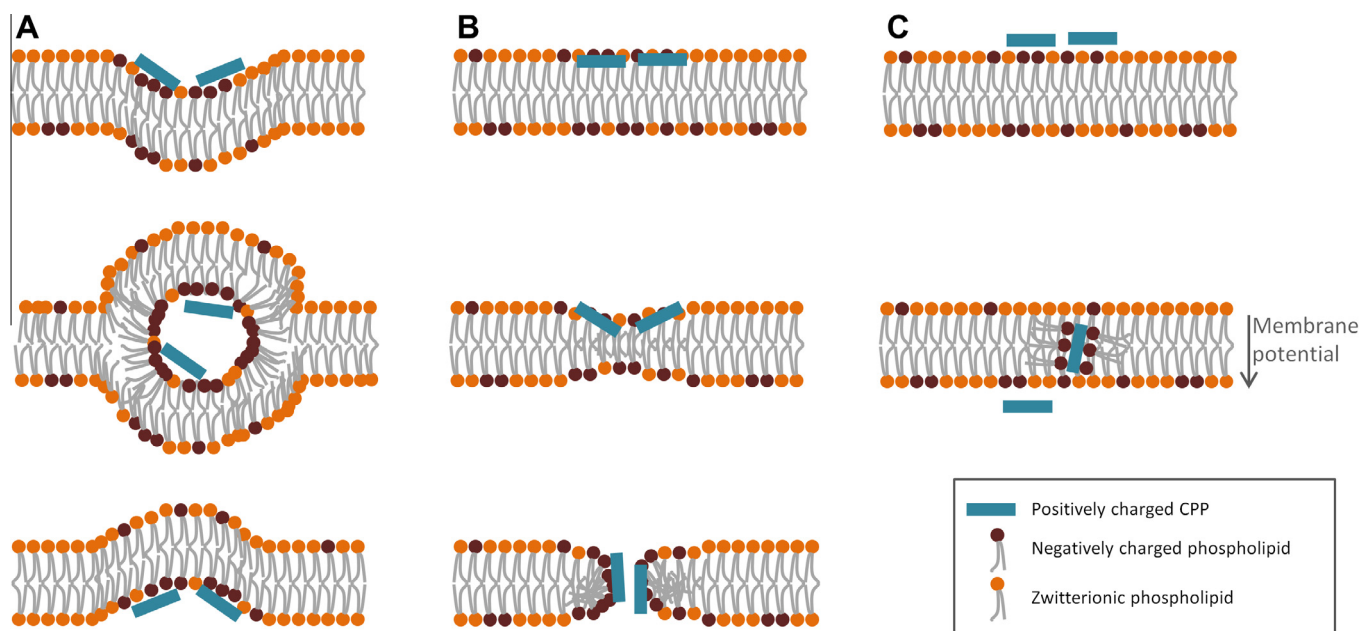 A
B
C
Membrane
potential
Positively charged CPP
Negatively charged phospholipid
Zwitterionic phospholipid